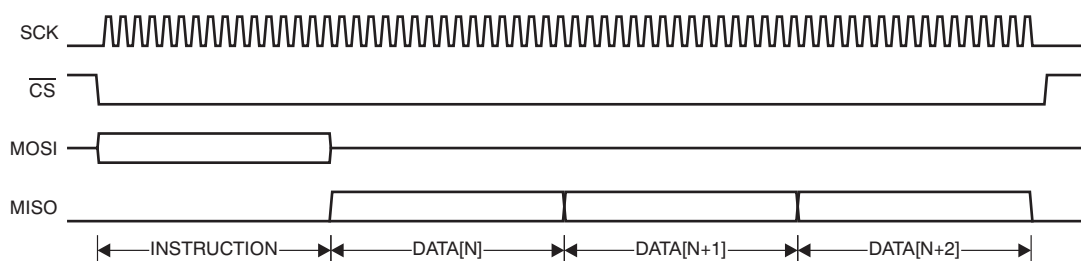 SCK
CS
MOSI
MISO
INSTRUCTION DATA[N] DATA[N+1] DATA[N+2]